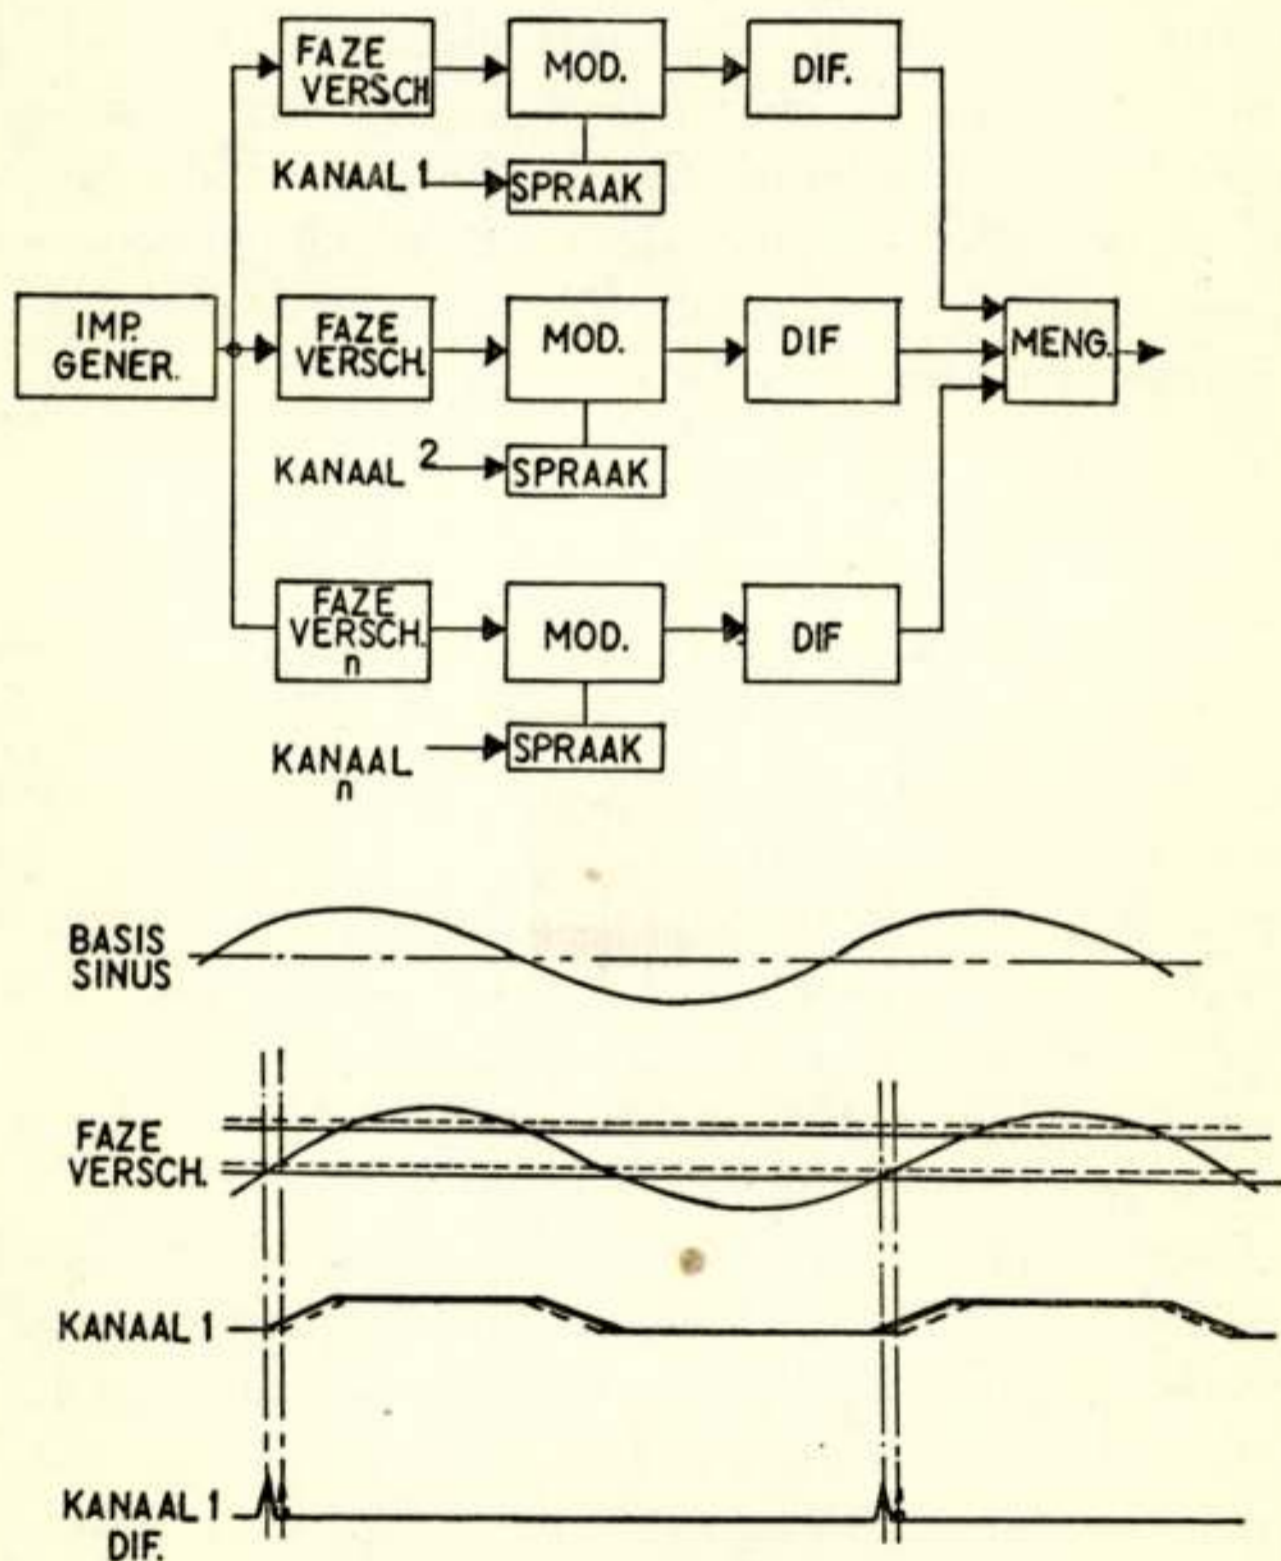 FAZE
VERSCH
MOD.
DIF.
KANAAL 1
SPRAAK
IMP.
GENER.
FAZE
VERSCH.
MOD.
DIF
MENG.
KANAAL 2
SPRAAK
FAZE
VERSCH.
n
MOD.
DIF
KANAAL
n
SPRAAK
BASIS
SINUS
FAZE
VERSCH.
KANAAL 1
KANAAL 1
DIF.